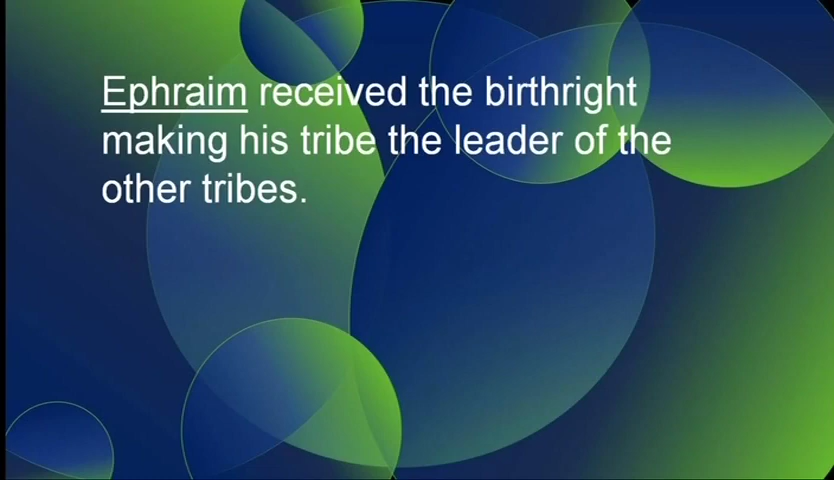 Ephraim received the birthright
making his tribe the leader of the
other tribes.